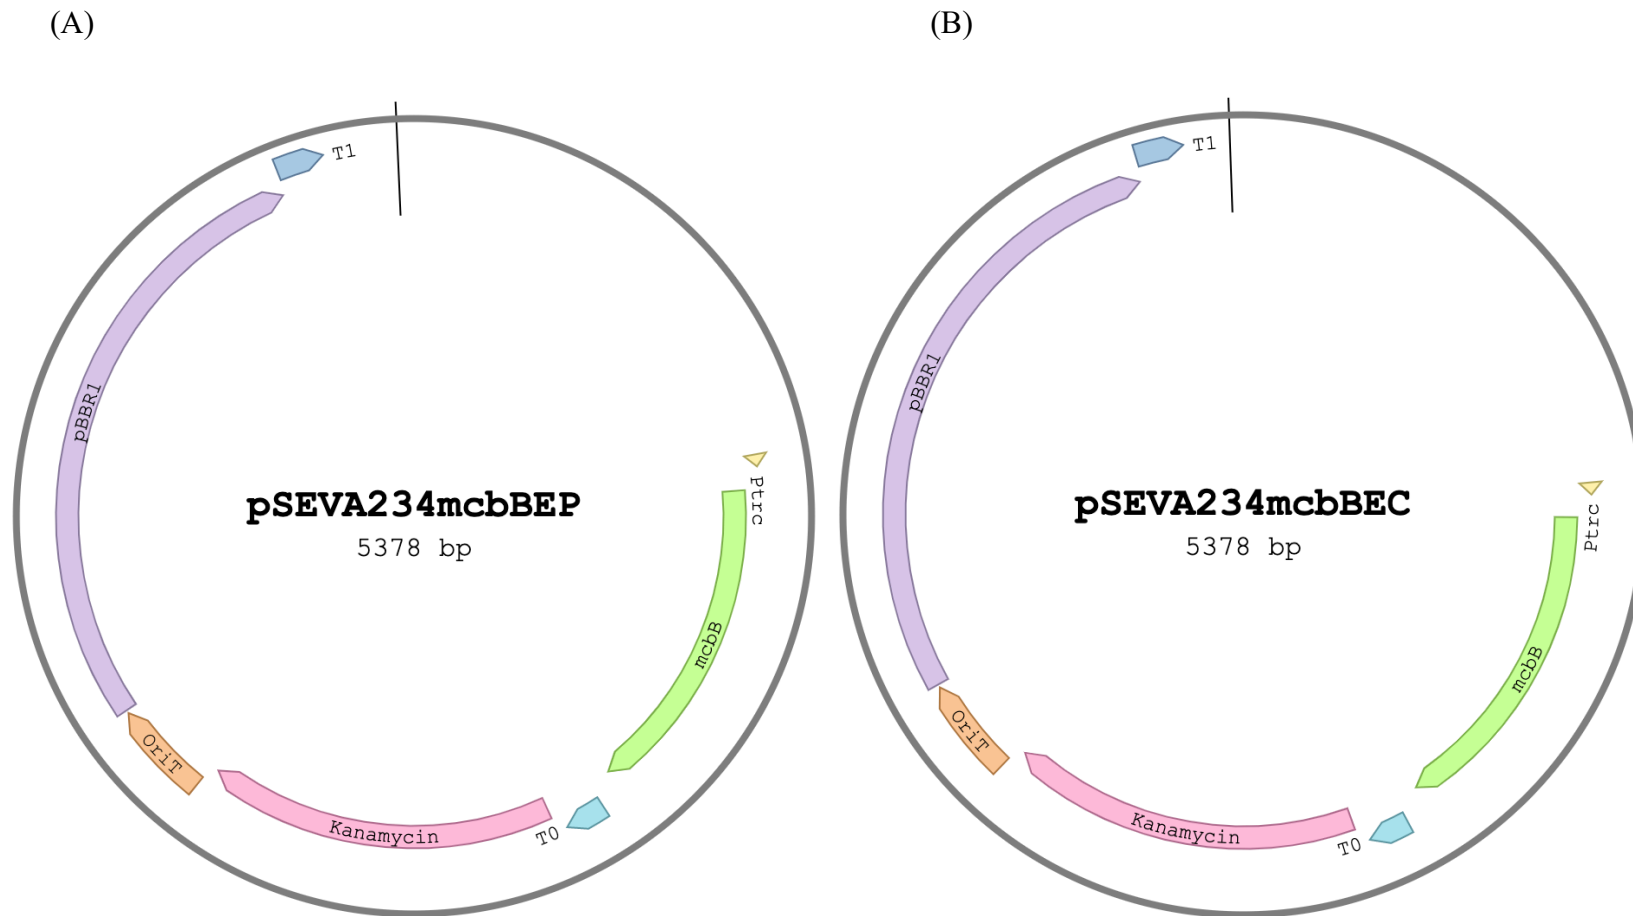 (A)
(B)
T1
pBBR1
pSEVA234mcbBEP
5378 bp
Ptrc
mcbB
OriT
Kanamycin
T0
T1
pBBR1
pSEVA234mcbBEC
5378 bp
Ptrc
mcbB
OriT
Kanamycin
T0